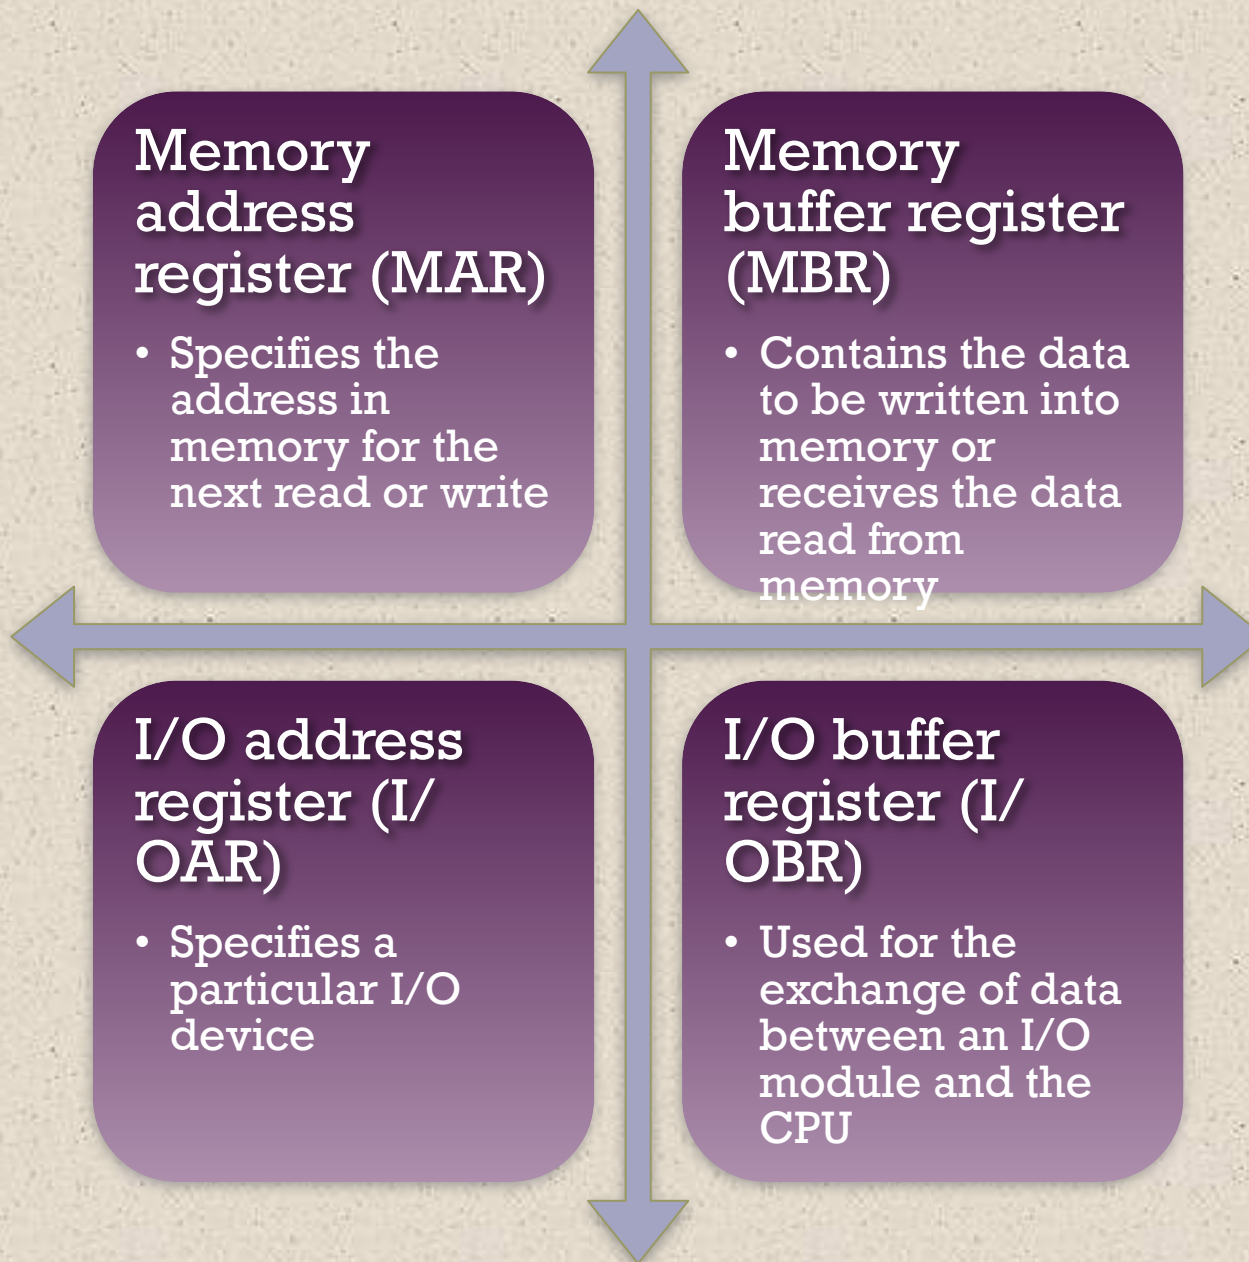 Memory
address
register (MAR)
• Specifies the
address in
memory for the
next read or write
Memory
buffer register
(MBR)
• Contains the data
to be written into
memory or
receives the data
read from
memory
I/O address
register (I/
OAR)
• Specifies a
particular I/O
device
I/O buffer
register (I/
OBR)
• Used for the
exchange of data
between an I/O
module and the
CPU